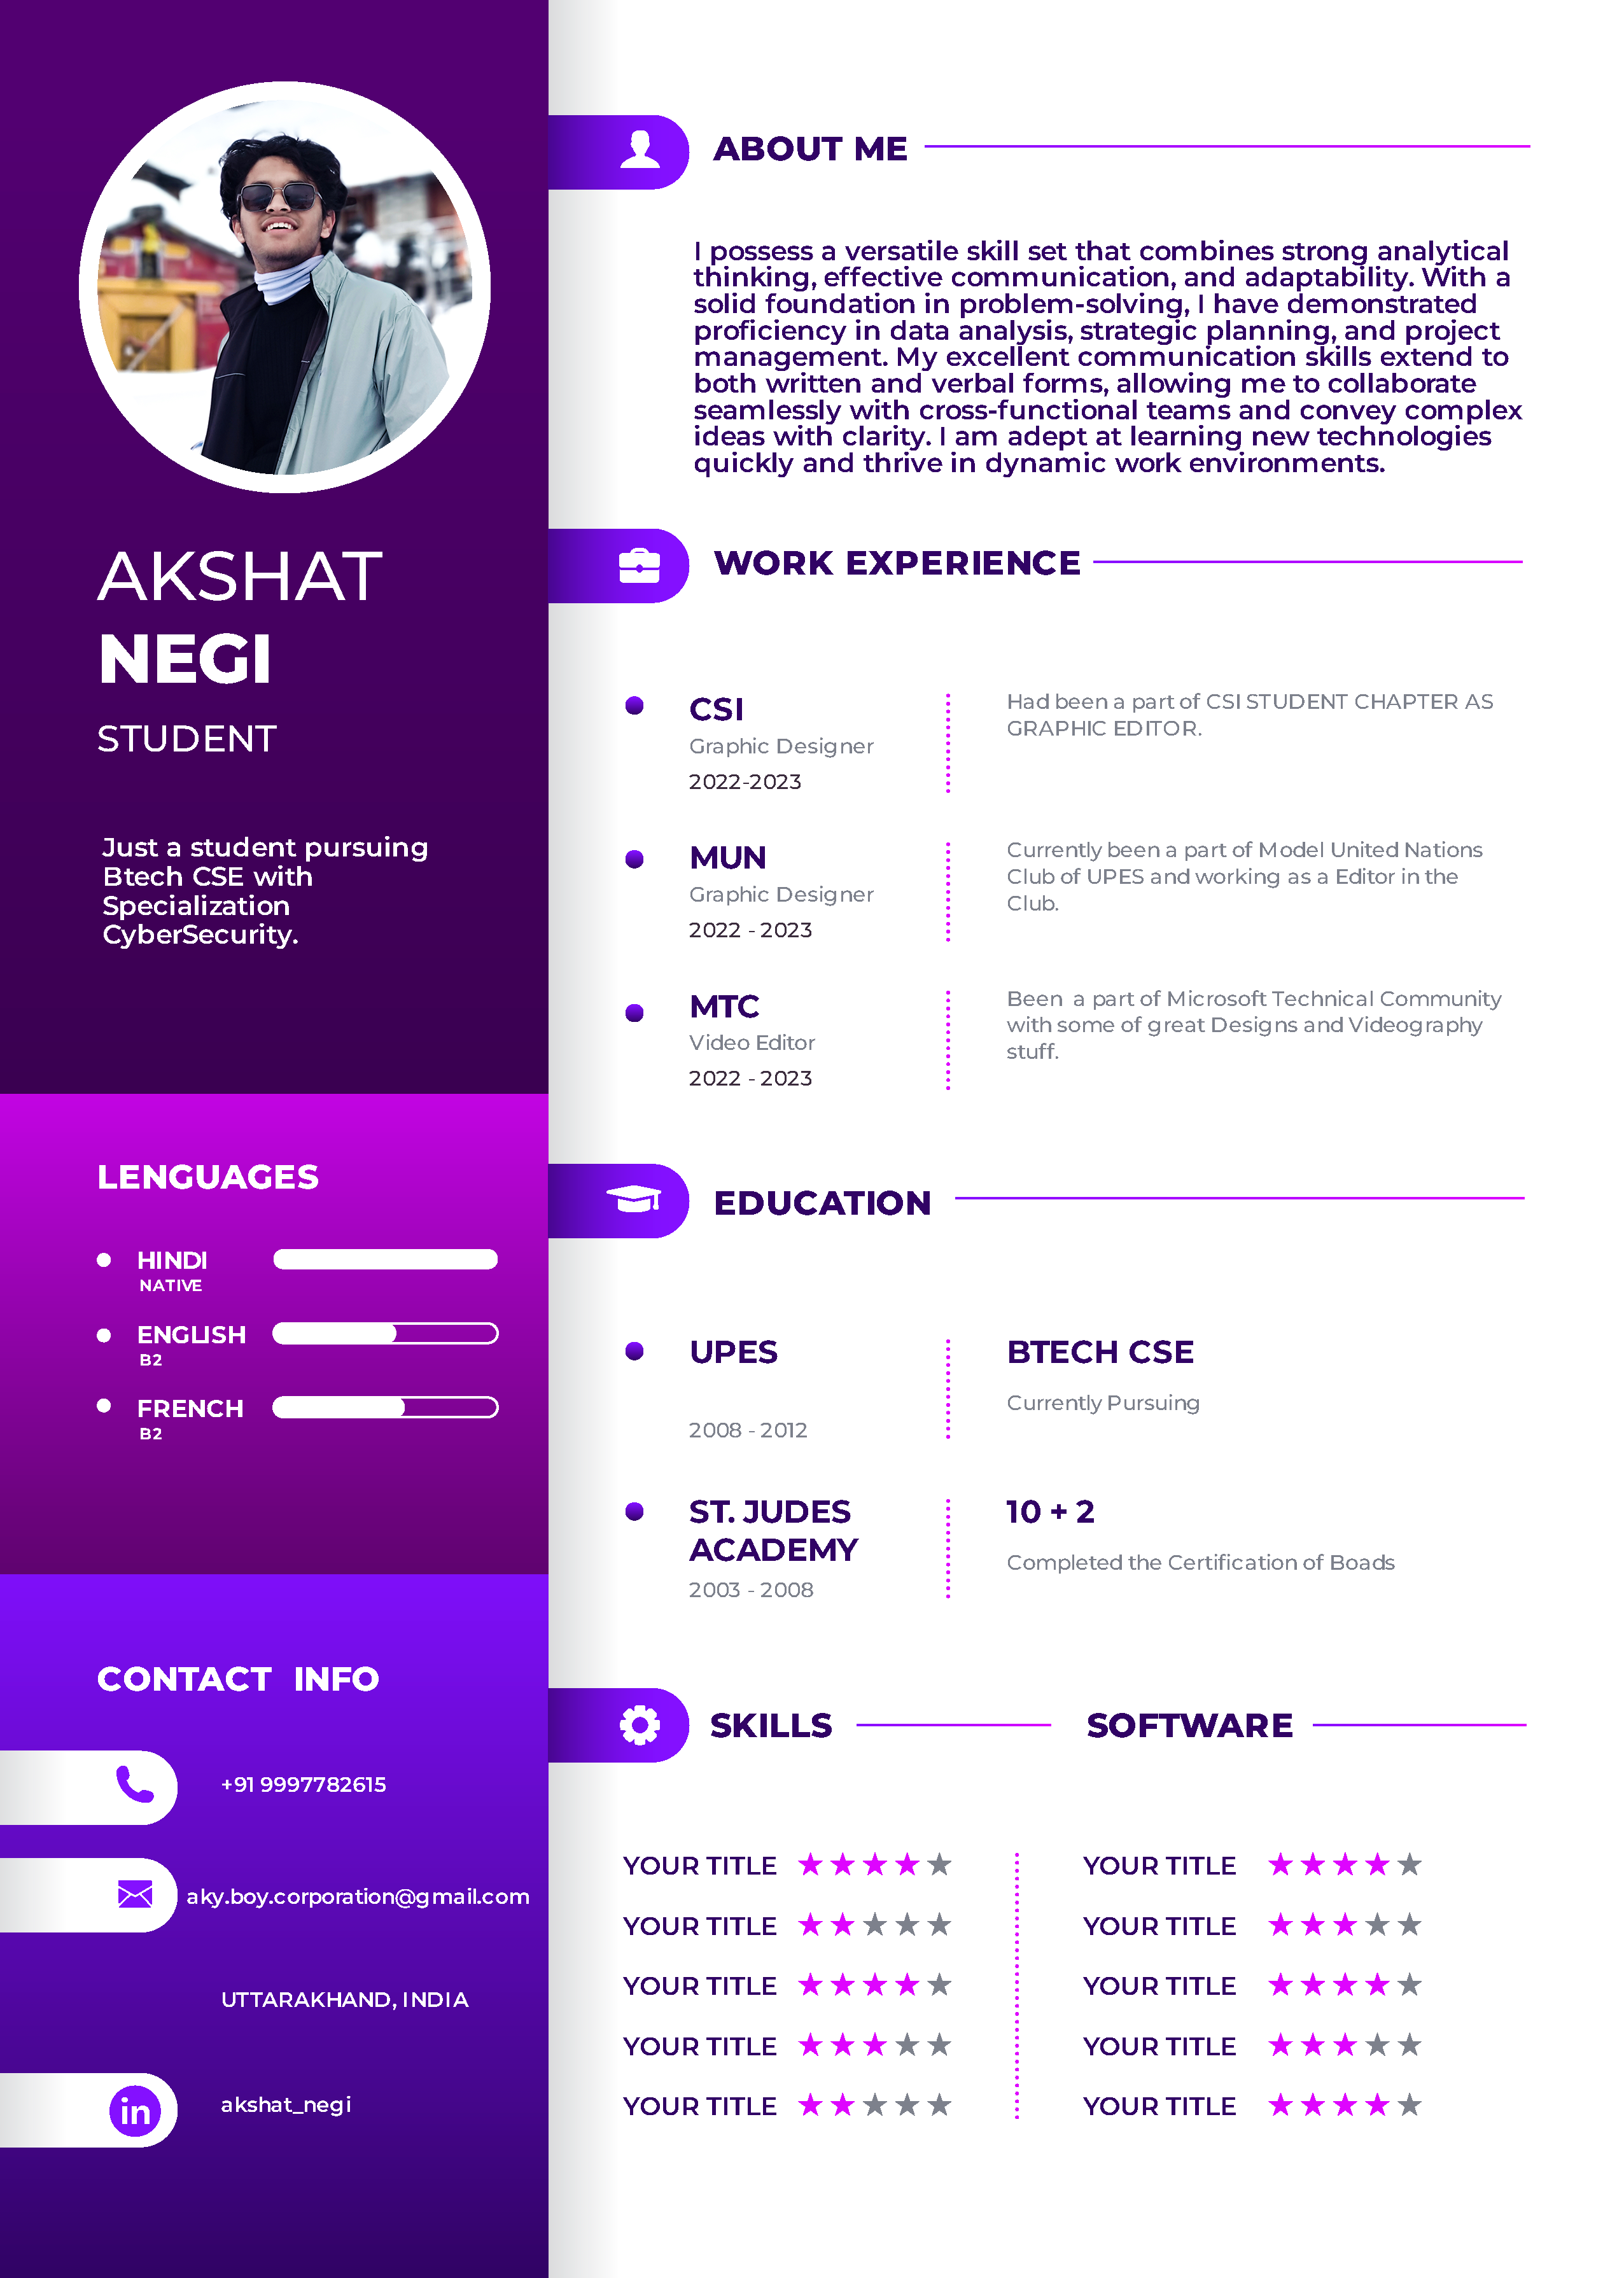 AKSHAT
NEGI
STUDENT
Just a student pursuing
Btech CSE with
Specialization
CyberSecurity.
LENGUAGES
HINDI
NATIVE
ENGLISH
B2
FRENCH
B2
CONTACT INFO
+91 9997782615
aky.boy.corporation@gmail.com
UTTARAKHAND, INDIA
in
akshat_negi
ABOUT ME
I possess a versatile skill set that combines strong analytical
thinking, effective communication, and adaptability. With a
solid foundation in problem-solving, I have demonstrated
proficiency in data analysis, strategic planning, and project
management. My excellent communication skills extend to
both written and verbal forms, allowing me to collaborate
seamlessly with cross-functional teams and convey complex
ideas with clarity. I am adept at learning new technologies
quickly and thrive in dynamic work environments.
WORK EXPERIENCE
CSI
Graphic Designer
2022-2023
Had been a part of CSI STUDENT CHAPTER AS
GRAPHIC EDITOR.
MUN
Graphic Designer
2022 - 2023
Currently been a part of Model United Nations
Club of UPES and working as a Editor in the
Club.
MTC
Video Editor
2022 - 2023
Been a part of Microsoft Technical Community
with some of great Designs and Videography
stuff.
EDUCATION
UPES
2008 - 2012
BTECH CSE
Currently Pursuing
ST. JUDES
ACADEMY
2003 - 2008
10 + 2
Completed the Certification of Boads
SKILLS
YOUR TITLE
YOUR TITLE
YOUR TITLE
YOUR TITLE
YOUR TITLE
SOFTWARE
YOUR TITLE
YOUR TITLE
YOUR TITLE
YOUR TITLE
YOUR TITLE